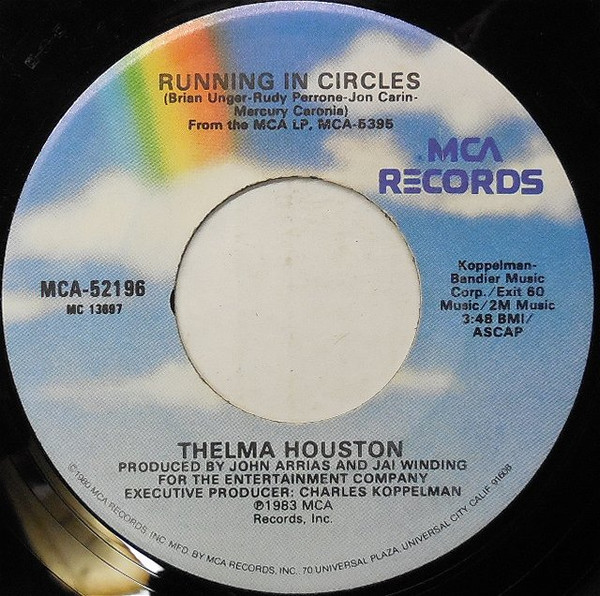 RUNNING IN CIRCLES
(Brian Unger-Rudy Perrone-Jon Carin-
Mercury Caronia)
From the MCA LP, MCA-5395
MCA
RECORDS
MCA-52196
MC 13697
Koppelman-
Bandier Music
Corp./Exit 60
Music/2M Music
3:48 BMI/
ASCAP
THELMA HOUSTON
PRODUCED BY JOHN ARRIAS AND JAI WINDING
FOR THE ENTERTAINMENT COMPANY
EXECUTIVE PRODUCER: CHARLES KOPPELMAN
℗1983 MCA
Records, Inc.
©1980 MCA RECORDS, INC. MFD. BY MCA RECORDS, INC., 70 UNIVERSAL PLAZA, UNIVERSAL CITY, CALIF. 91608